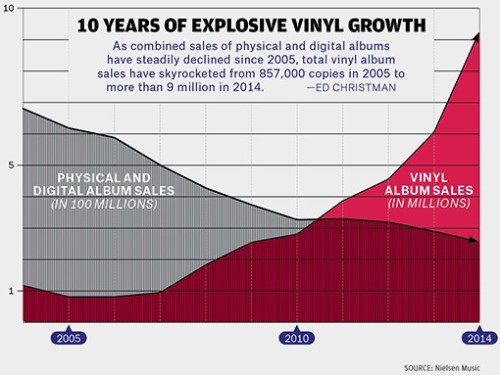 10 YEARS OF EXPLOSIVE VINYL GROWTH
As combined sales of physical and digital albums
have steadily declined since 2005, total vinyl album
sales have skyrocketed from 857,000 copies in 2005 to
more than 9 million in 2014. —ED CHRISTMAN
10
5
1
PHYSICAL AND
DIGITAL ALBUM SALES
(IN 100 MILLIONS)
VINYL
ALBUM SALES
(IN MILLIONS)
2005
2010
2014
SOURCE: Nielsen Music